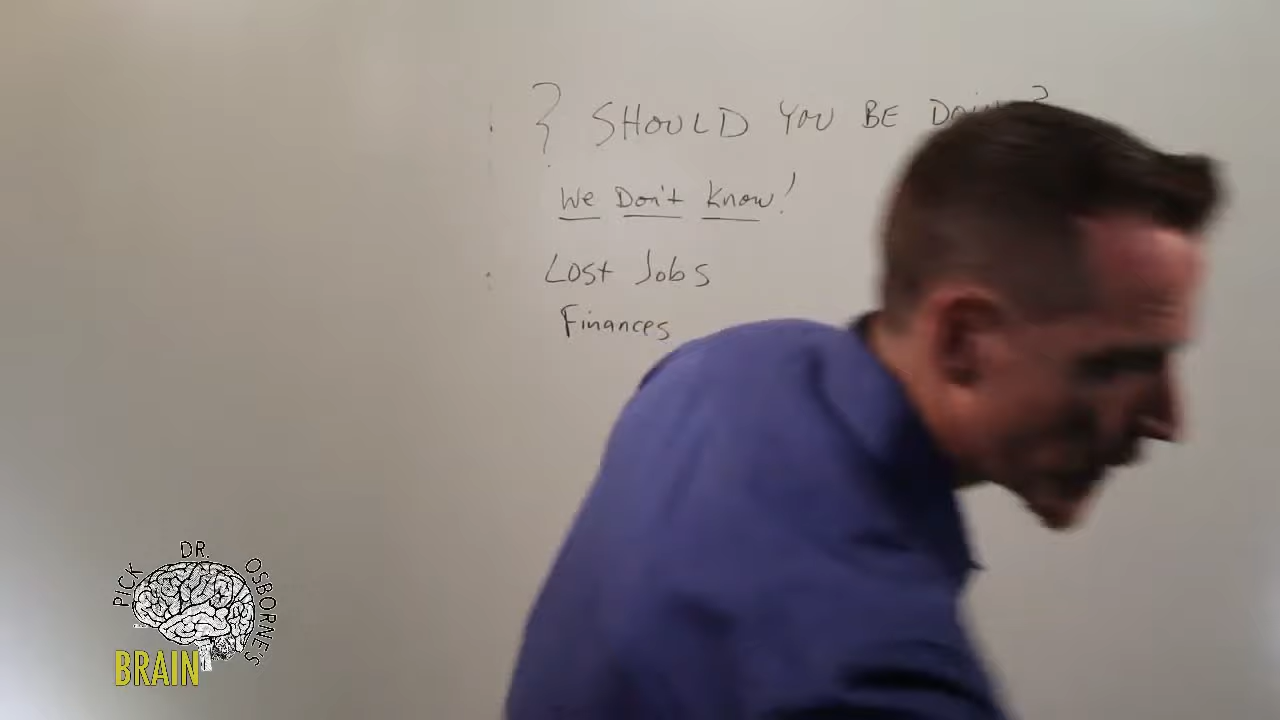 ? SHOULD YOU BE
We Don't Know!
Lost Jobs
Finances
PICK DR. OSBORNE'S
BRAIN